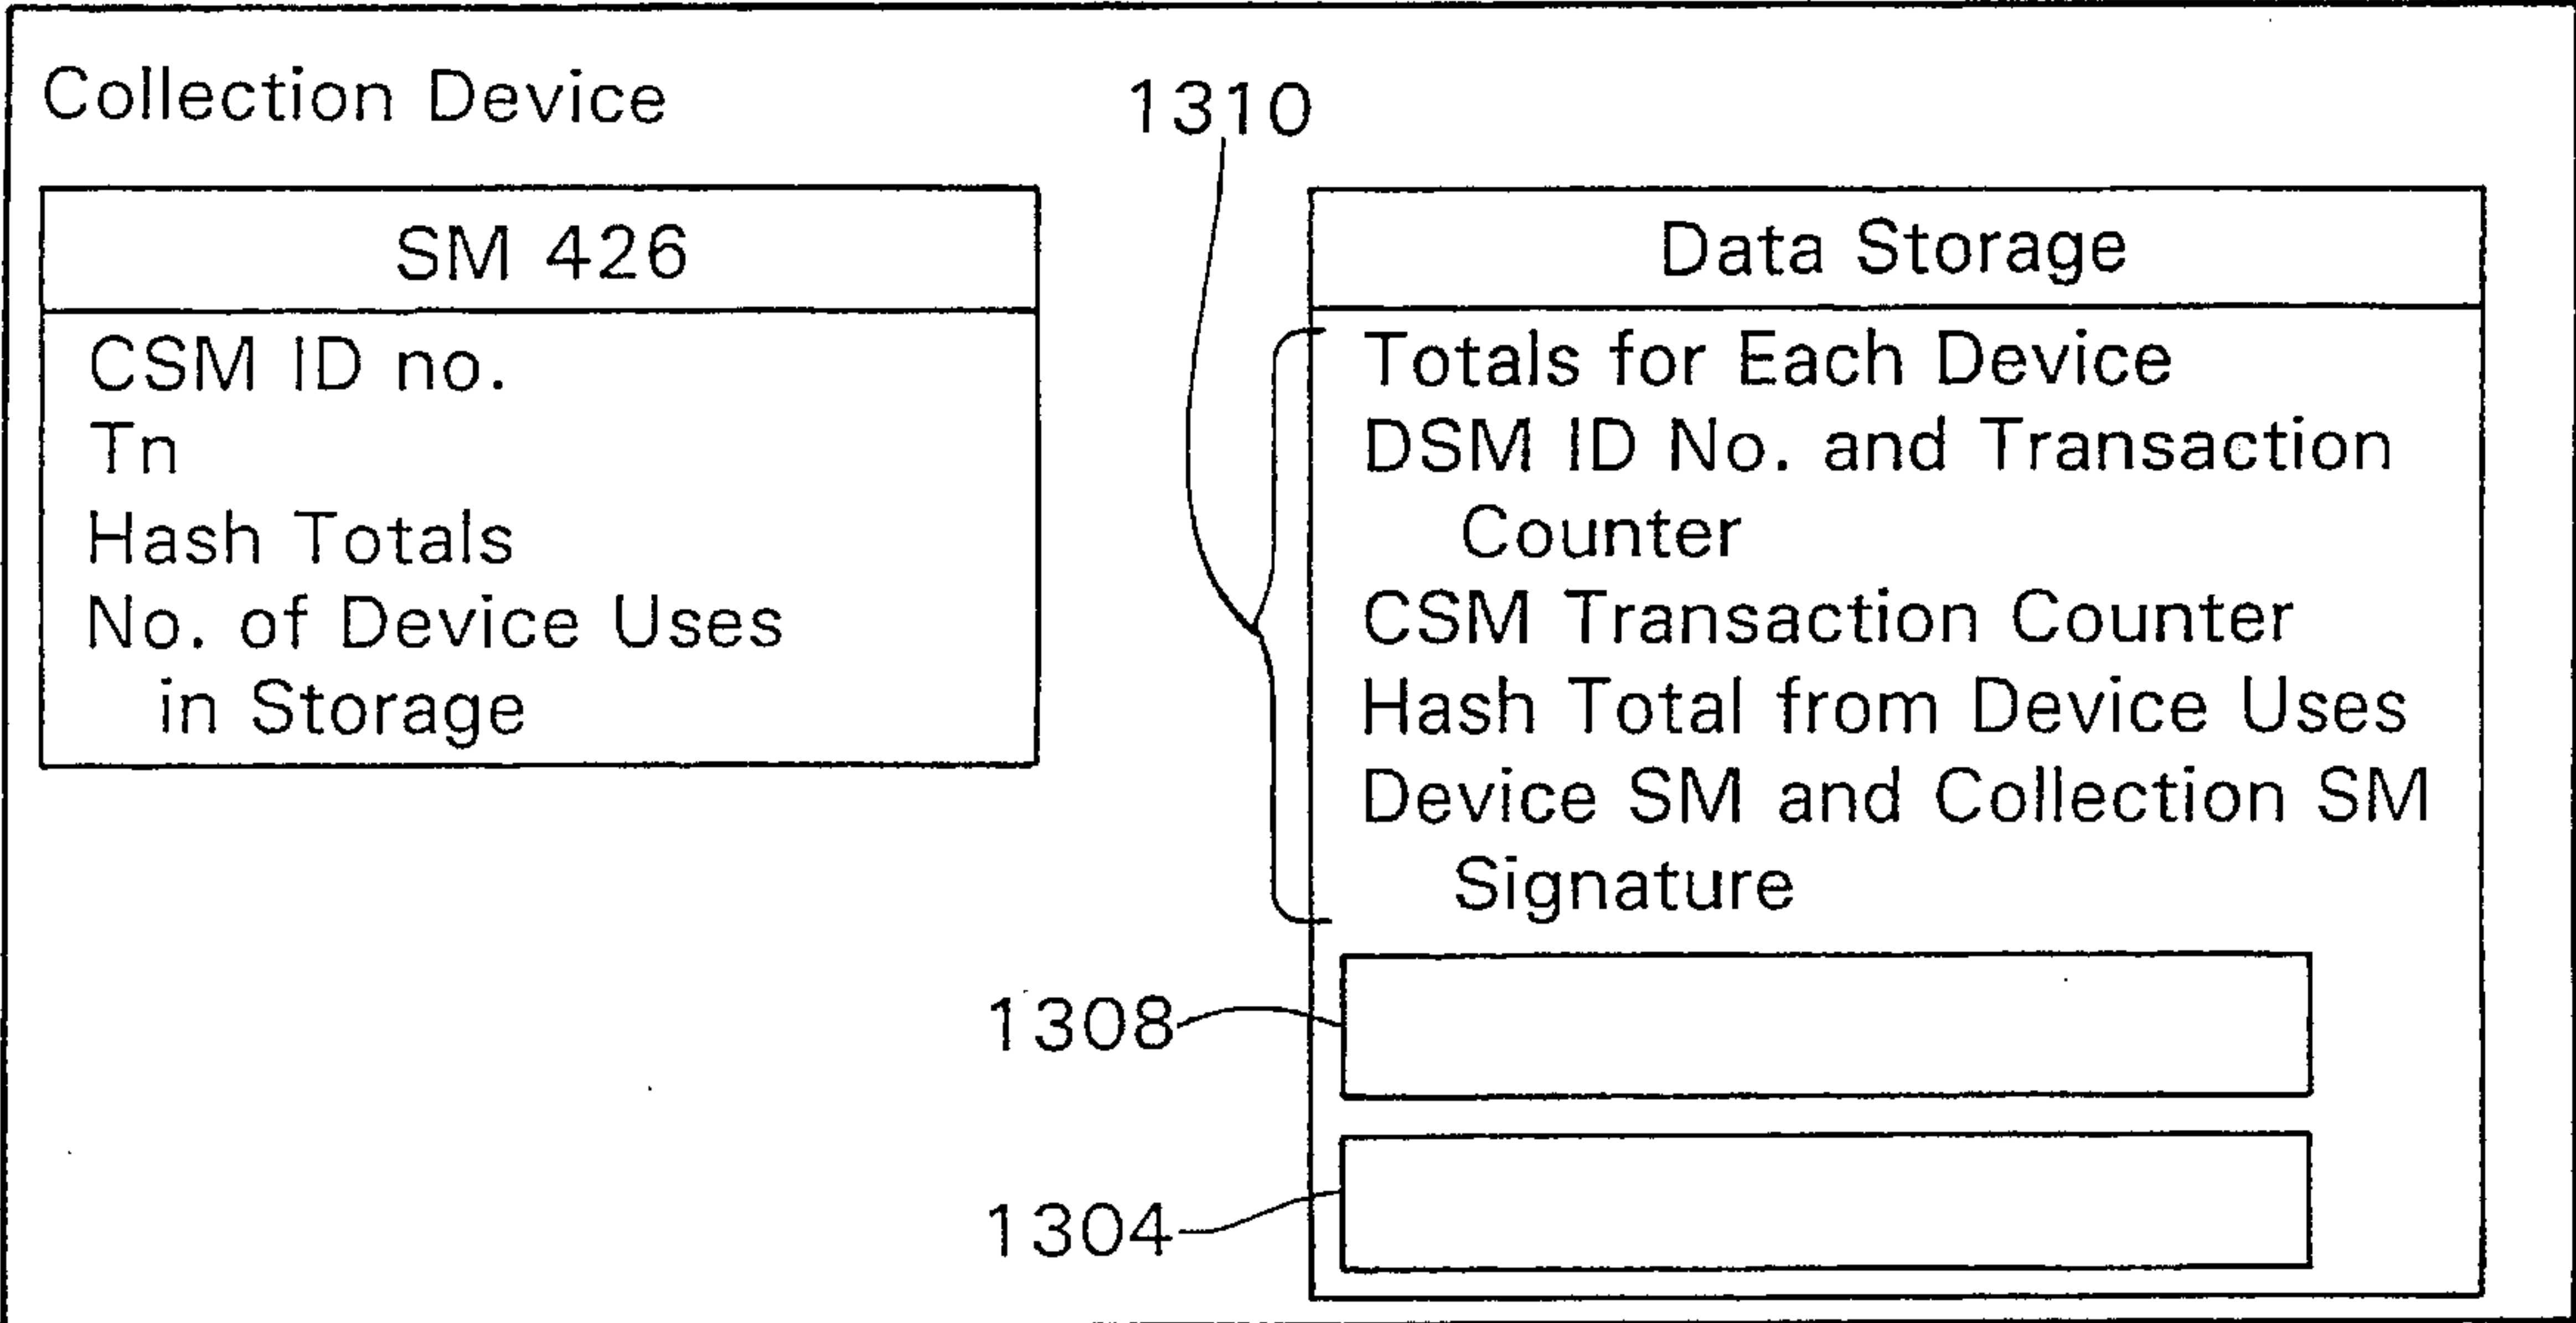 Collection Device
1310
SM 426
CSM ID no.
Tn
Hash Totals
No. of Device Uses
in Storage
Data Storage
Totals for Each Device
DSM ID No. and Transaction
Counter
CSM Transaction Counter
Hash Total from Device Uses
Device SM and Collection SM
Signature
1308
1304